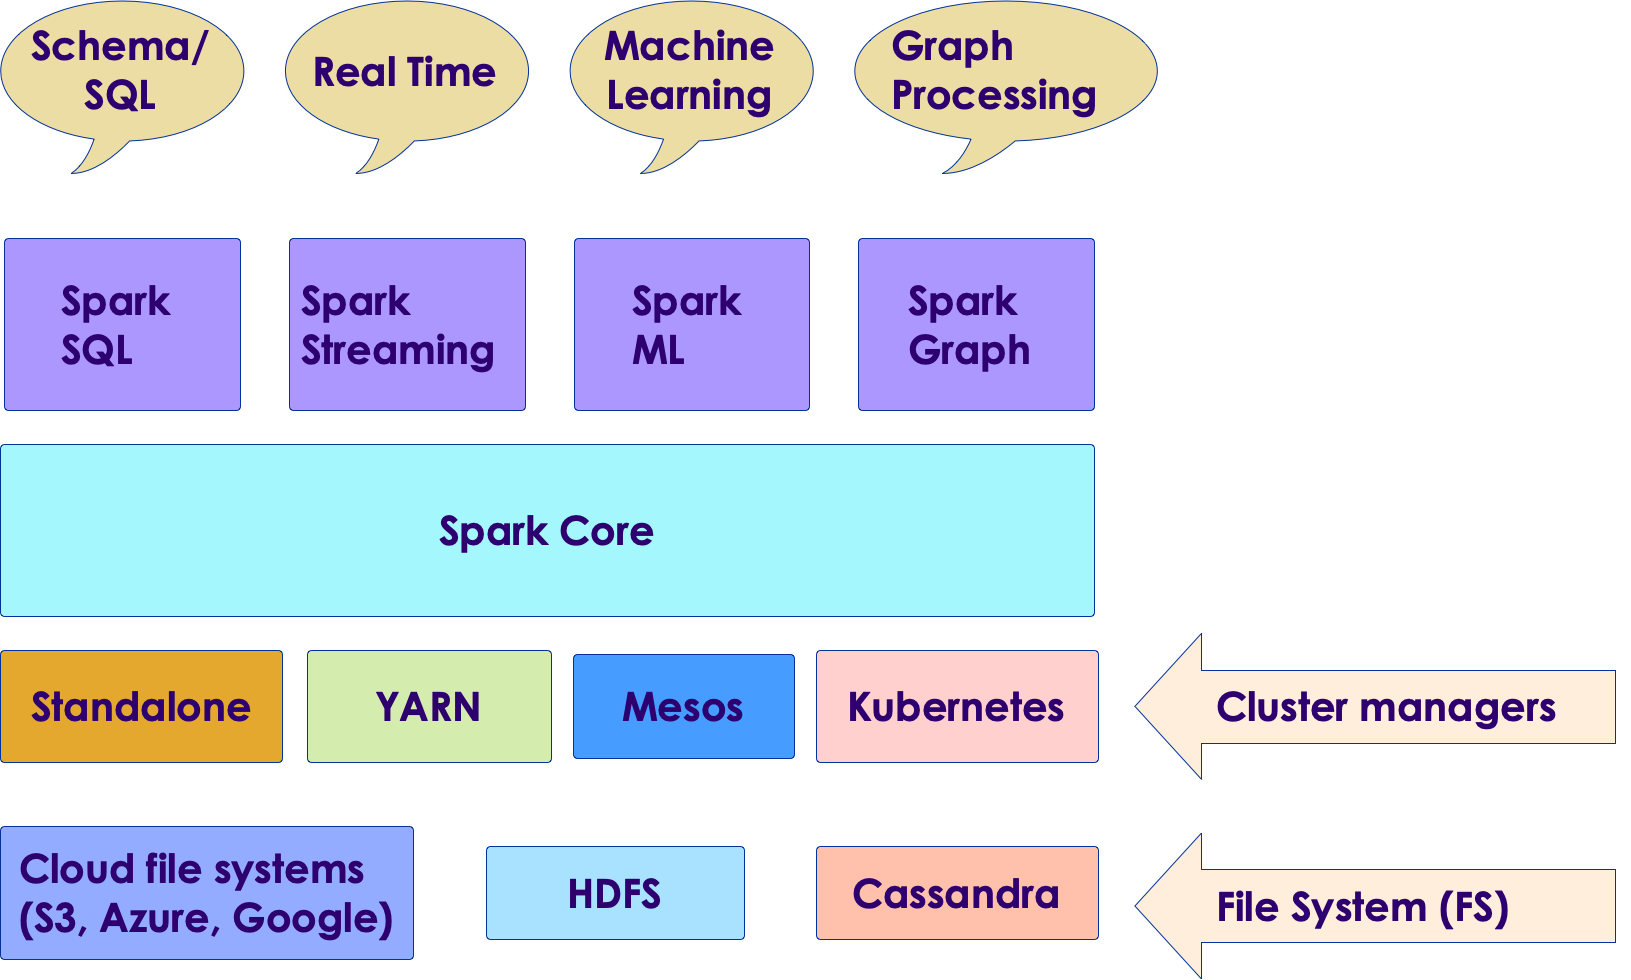 Schema/
SQL
Real Time
Machine
Learning
Graph
Processing
Spark
SQL
Spark
Streaming
Spark
ML
Spark
Graph
Spark Core
Standalone
YARN
Mesos
Kubernetes
Cluster managers
Cloud file systems
(S3, Azure, Google)
HDFS
Cassandra
File System (FS)